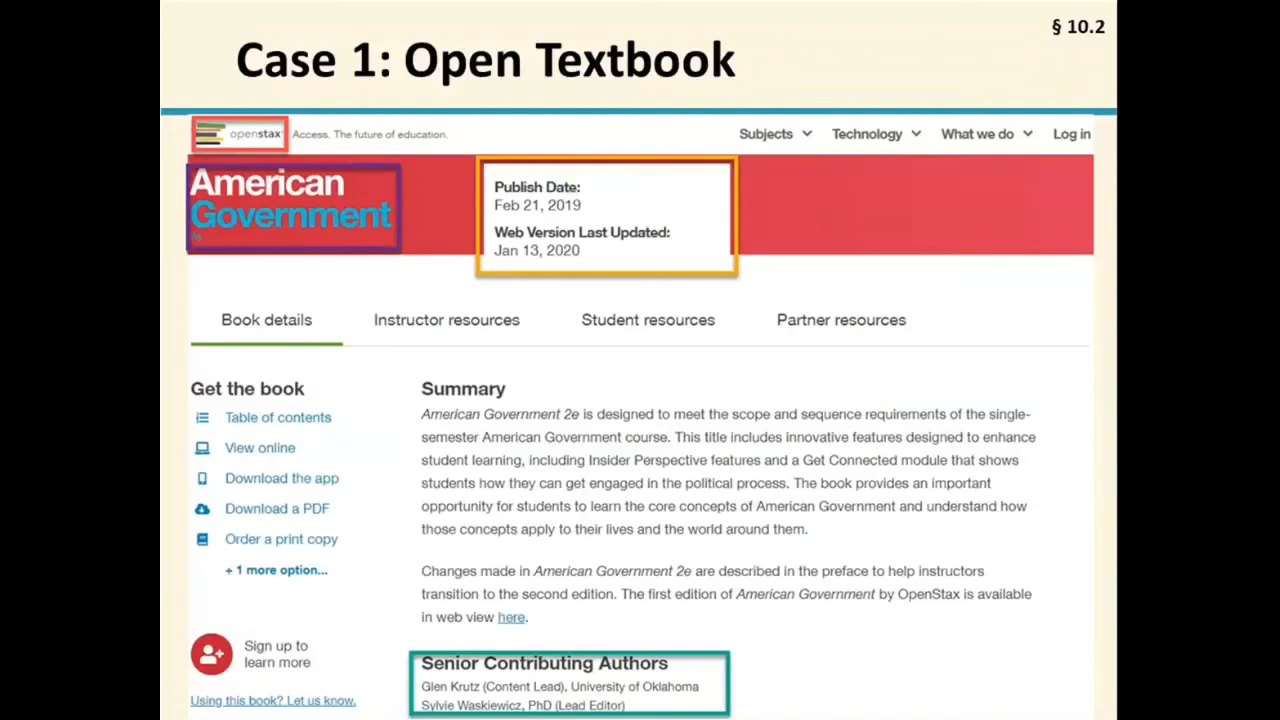 § 10.2
Case 1: Open Textbook
openstax Access. The future of education.
Subjects Technology What we do Log in
American
Government
2e
Publish Date:
Feb 21, 2019
Web Version Last Updated:
Jan 13, 2020
Book details Instructor resources Student resources Partner resources
Get the book
Table of contents
View online
Download the app
Download a PDF
Order a print copy
+ 1 more option...
Sign up to
learn more
Using this book? Let us know.
Summary
American Government 2e is designed to meet the scope and sequence requirements of the single-
semester American Government course. This title includes innovative features designed to enhance
student learning, including Insider Perspective features and a Get Connected module that shows
students how they can get engaged in the political process. The book provides an important
opportunity for students to learn the core concepts of American Government and understand how
those concepts apply to their lives and the world around them.
Changes made in American Government 2e are described in the preface to help instructors
transition to the second edition. The first edition of American Government by OpenStax is available
in web view here.
Senior Contributing Authors
Glen Krutz (Content Lead), University of Oklahoma
Sylvie Waskiewicz, PhD (Lead Editor)